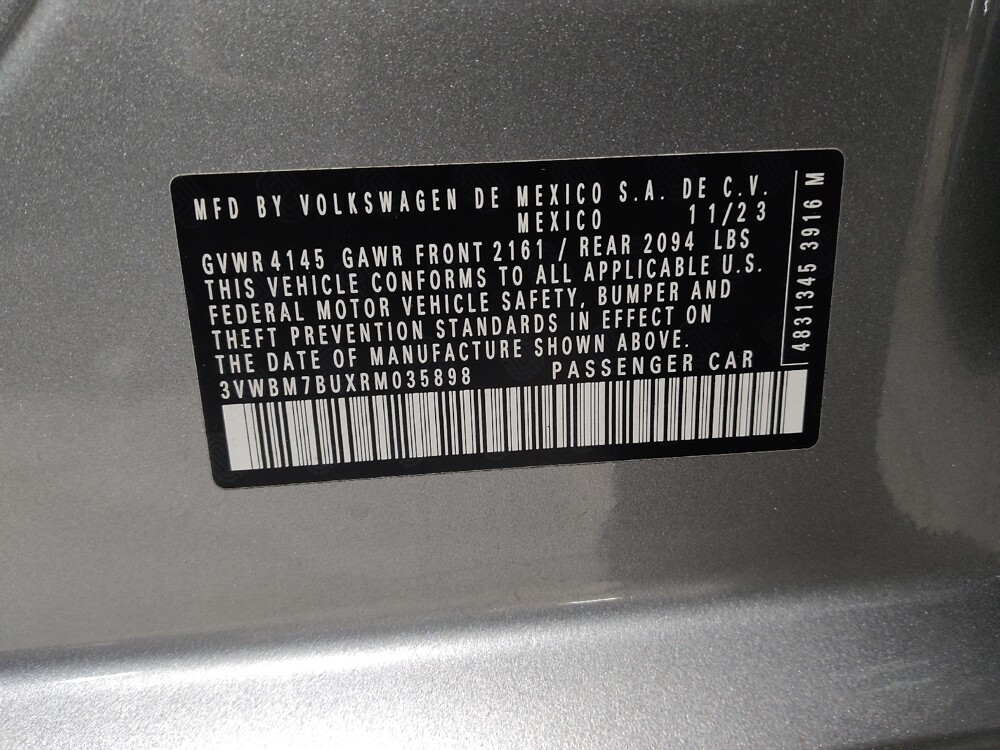 MFD BY VOLKSWAGEN DE MEXICO S.A. DE C.V.
MEXICO 11/23
GVWR 4145 GAWR FRONT 2161 / REAR 2094 LBS
THIS VEHICLE CONFORMS TO ALL APPLICABLE U.S.
FEDERAL MOTOR VEHICLE SAFETY, BUMPER AND
THEFT PREVENTION STANDARDS IN EFFECT ON
THE DATE OF MANUFACTURE SHOWN ABOVE.
3VWBM7BUXRM035898 PASSENGER CAR
4831345 3916 M